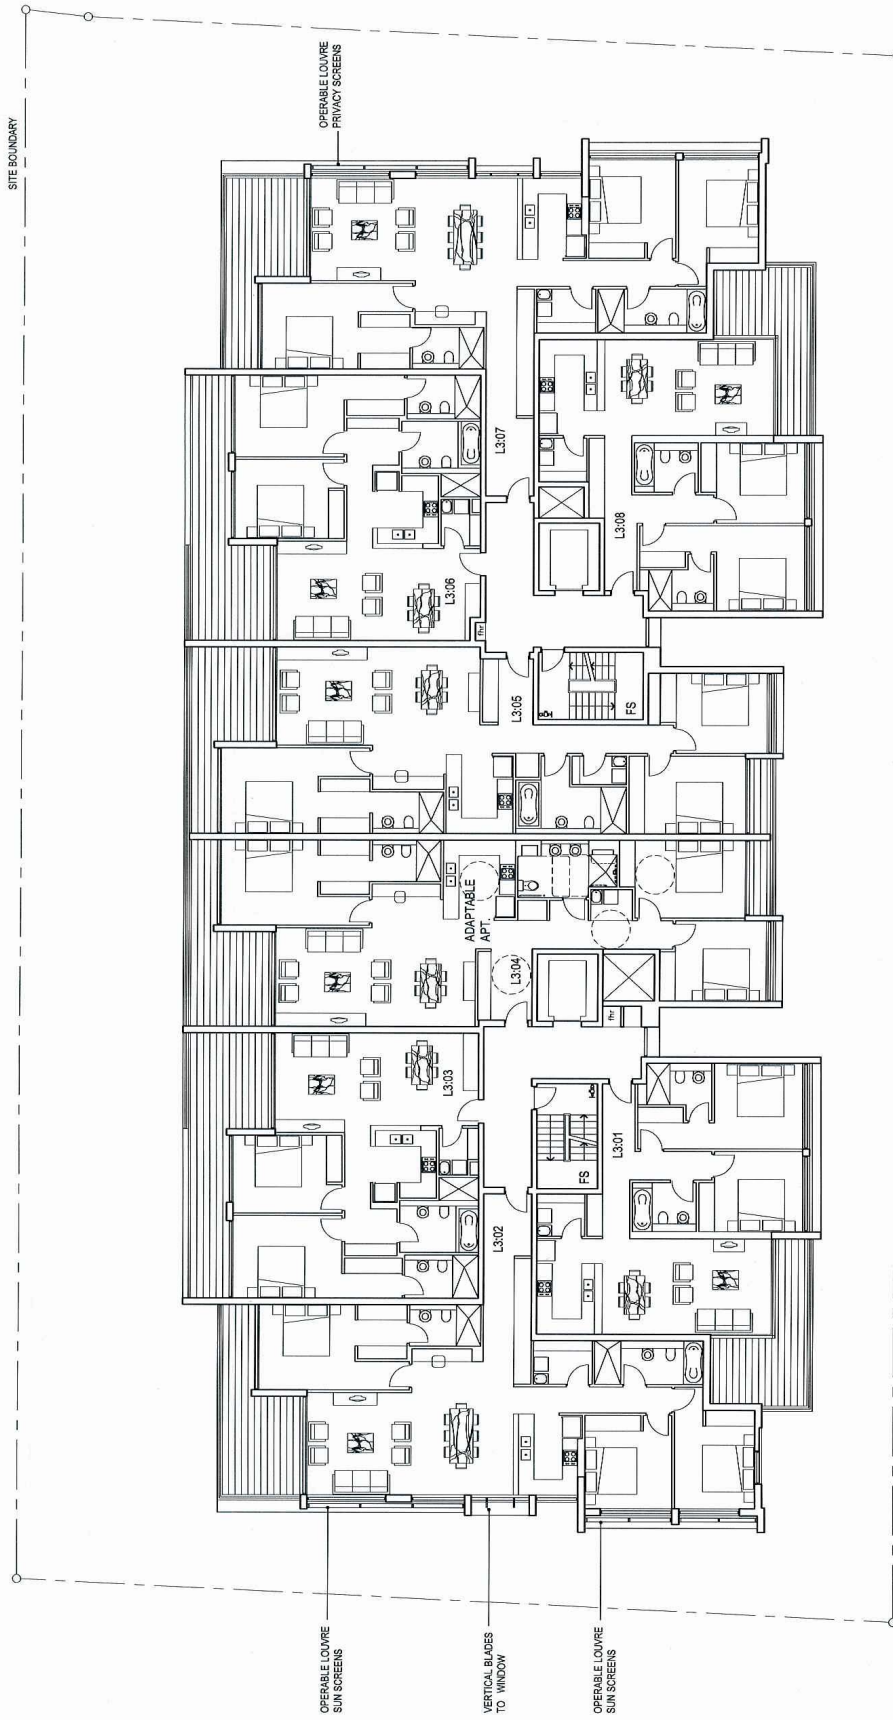 SITE BOUNDARY
OPERABLE LOUVRE
PRIVACY SCREENS
L3:07
L3:08
L3:06
fhr
L3:05
FS
ADAPTABLE
APT.
L3:04
fhr
L3:03
L3:01
FS
L3:02
OPERABLE LOUVRE
SUN SCREENS
VERTICAL BLADES
TO WINDOW
OPERABLE LOUVRE
SUN SCREENS